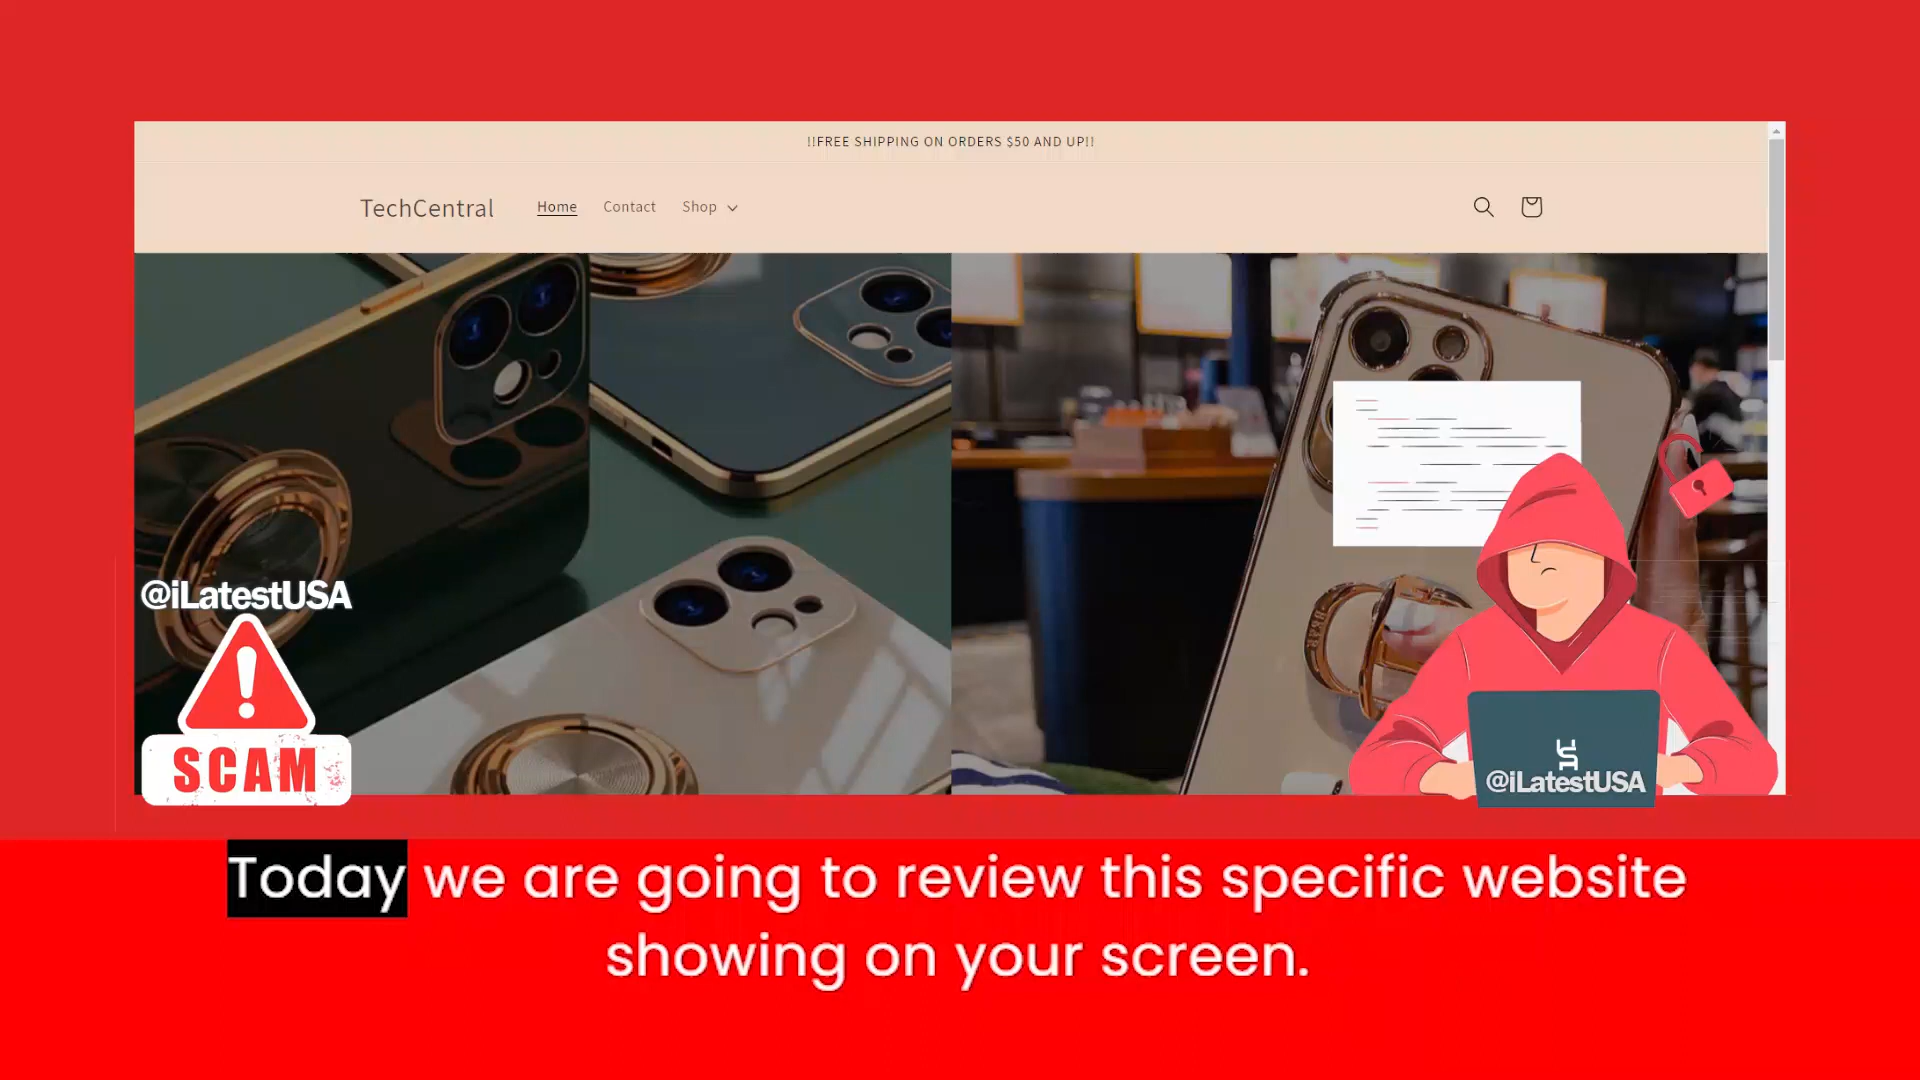 !!FREE SHIPPING ON ORDERS $50 AND UP!!
TechCentral
Home
Contact
Shop
@iLatestUSA
SCAM
@iLatestUSA
Today we are going to review this specific website
showing on your screen.